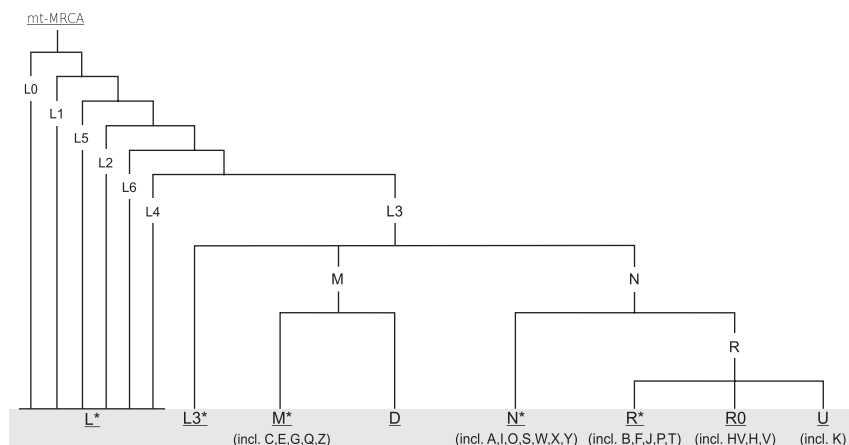 mt-MRCA
L0
L1
L5
L2
L6
L4
L3
M
N
R
L*
L3*
M*
D
N*
R*
R0
U
(incl. C,E,G,Q,Z)
(incl. A,I,O,S,W,X,Y)
(incl. B,F,J,P,T)
(incl. HV,H,V)
(incl. K)